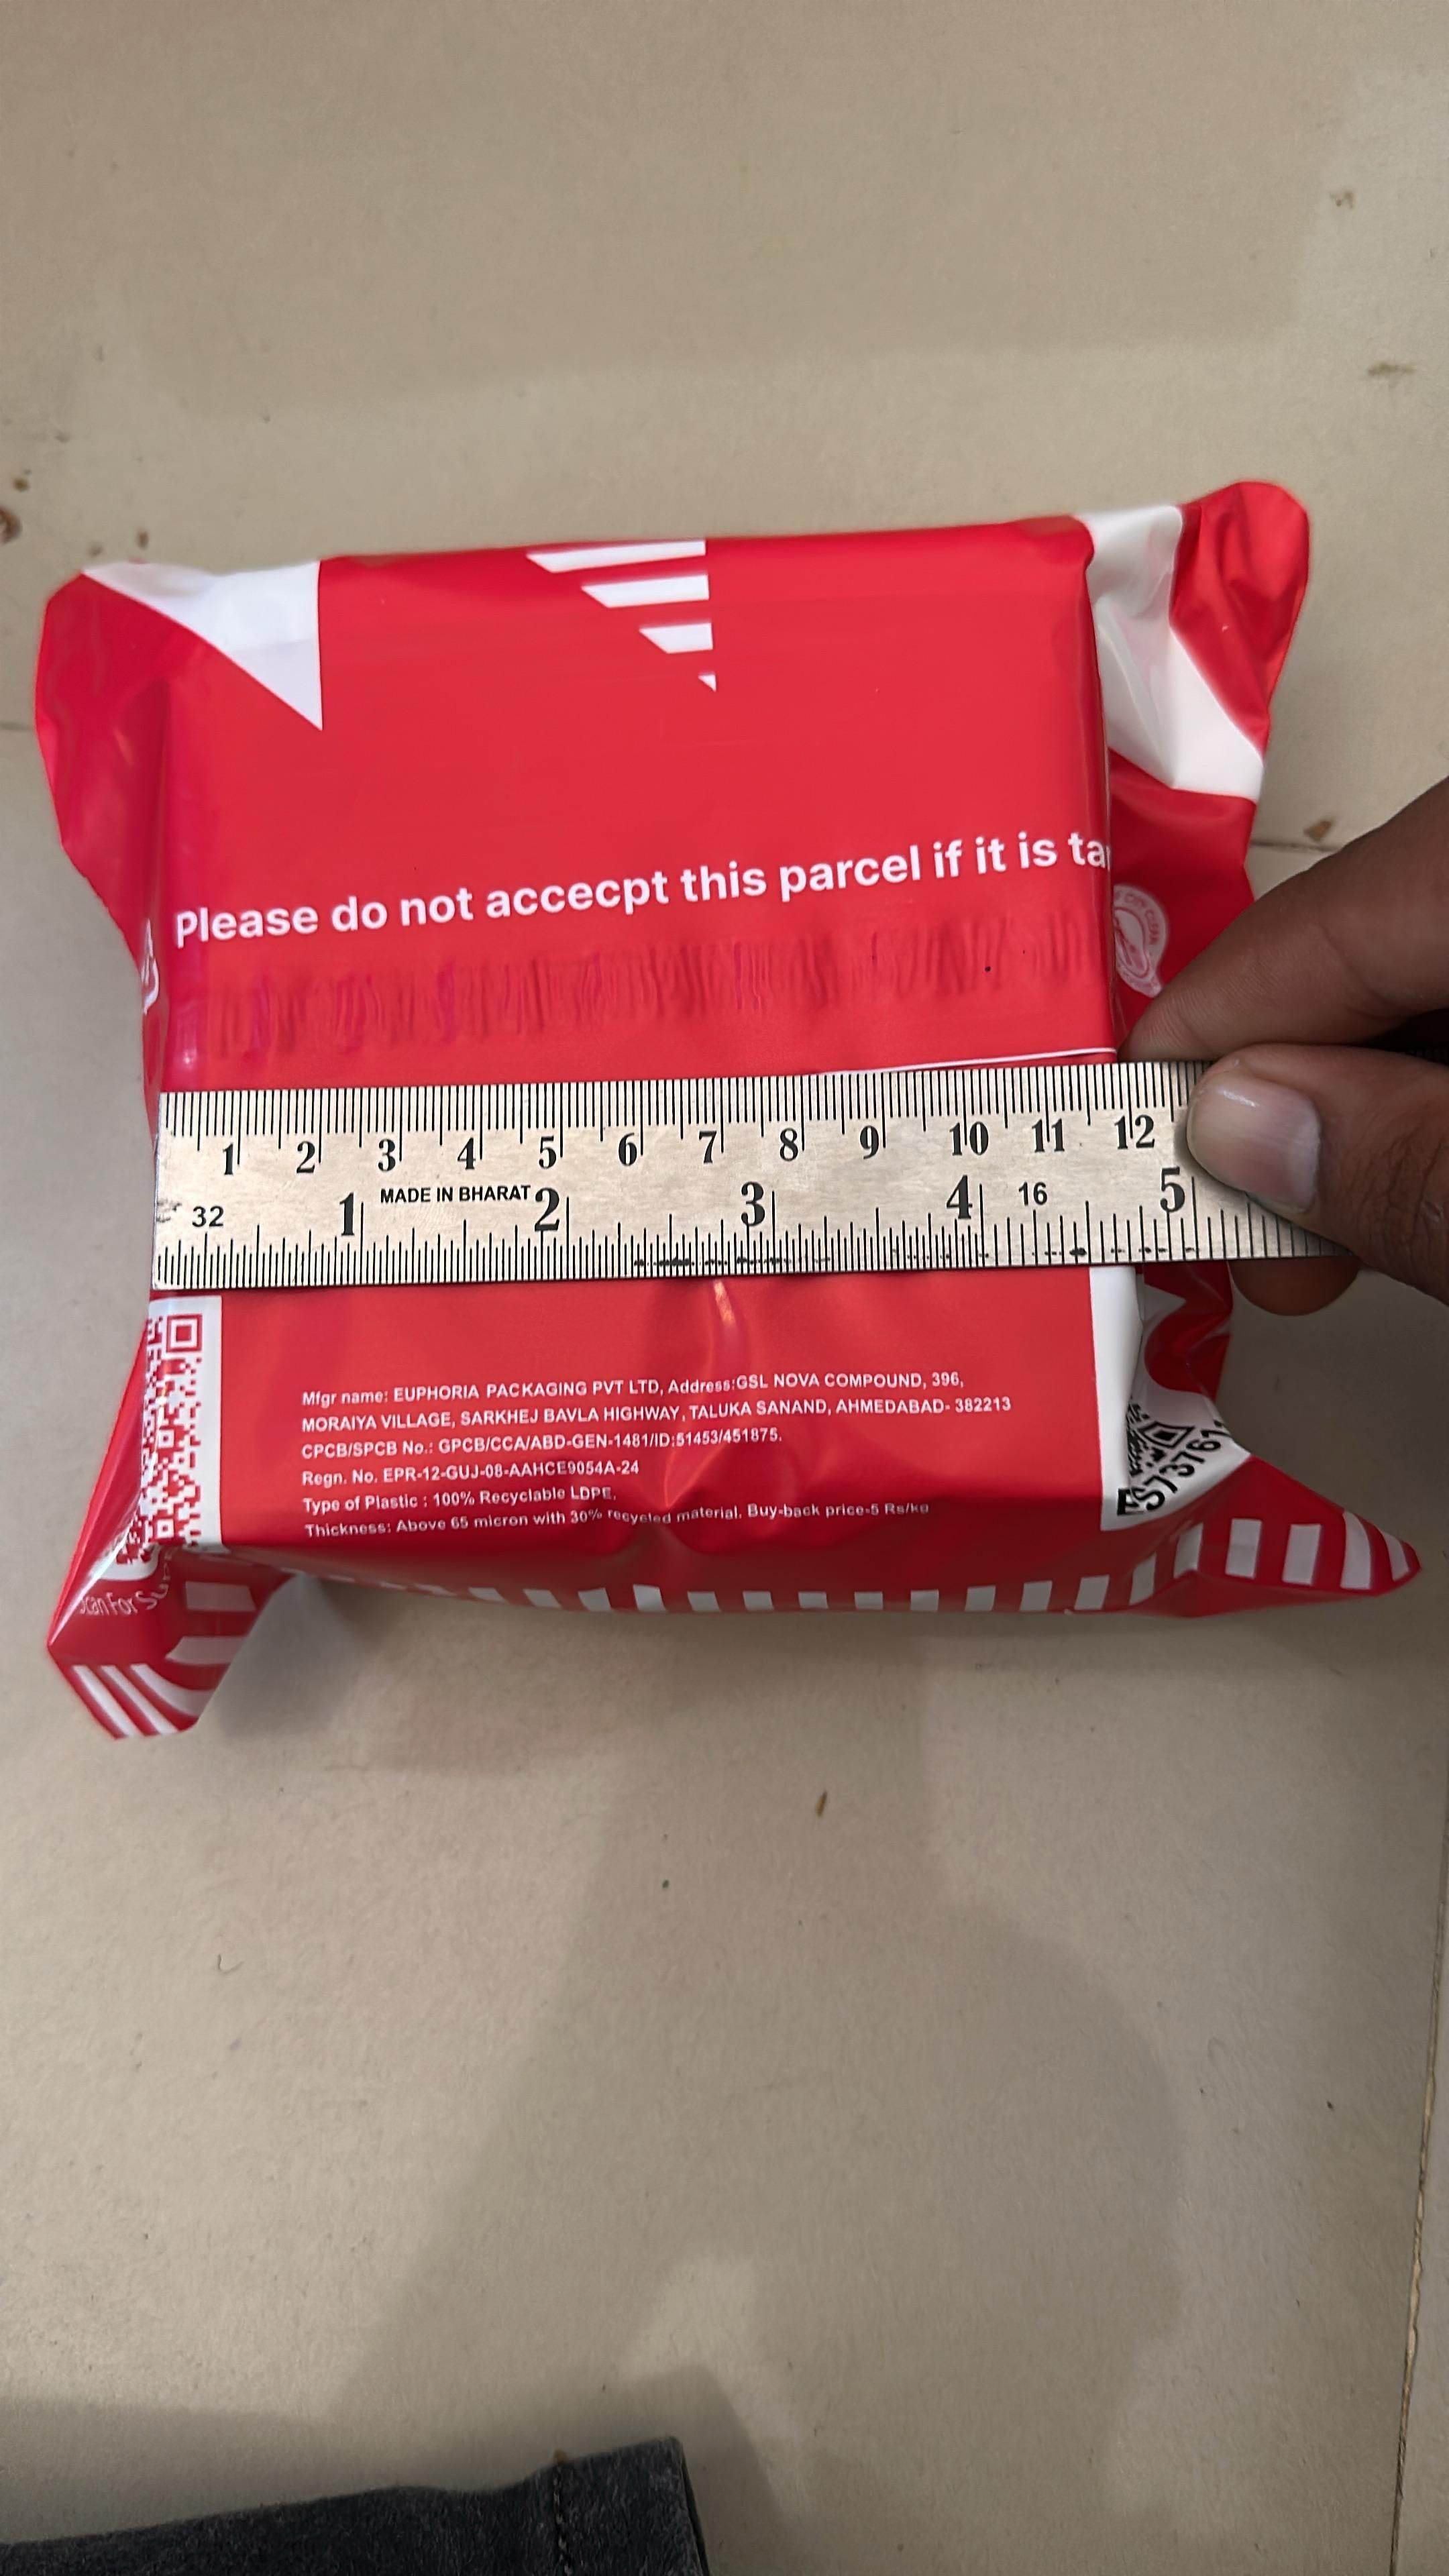 Please do not accecpt this parcel if it is ta
1 2 3 4 5 6 7 8 9 10 11 12
MADE IN BHARAT
32 1 2 3 4 16 5
Mfgr name: EUPHORIA PACKAGING PVT LTD, Address:GSL NOVA COMPOUND, 396,
MORAIYA VILLAGE, SARKHEJ BAVLA HIGHWAY, TALUKA SANAND, AHMEDABAD- 382213
CPCB/SPCB No.: GPCB/CCA/ABD-GEN-1481/ID:51453/451875.
Regn. No. EPR-12-GUJ-08-AAHCE9054A-24
Type of Plastic : 100% Recyclable LDPE,
Thickness: Above 65 micron with 30% recycled material. Buy-back price-5 Rs/kg
Scan For